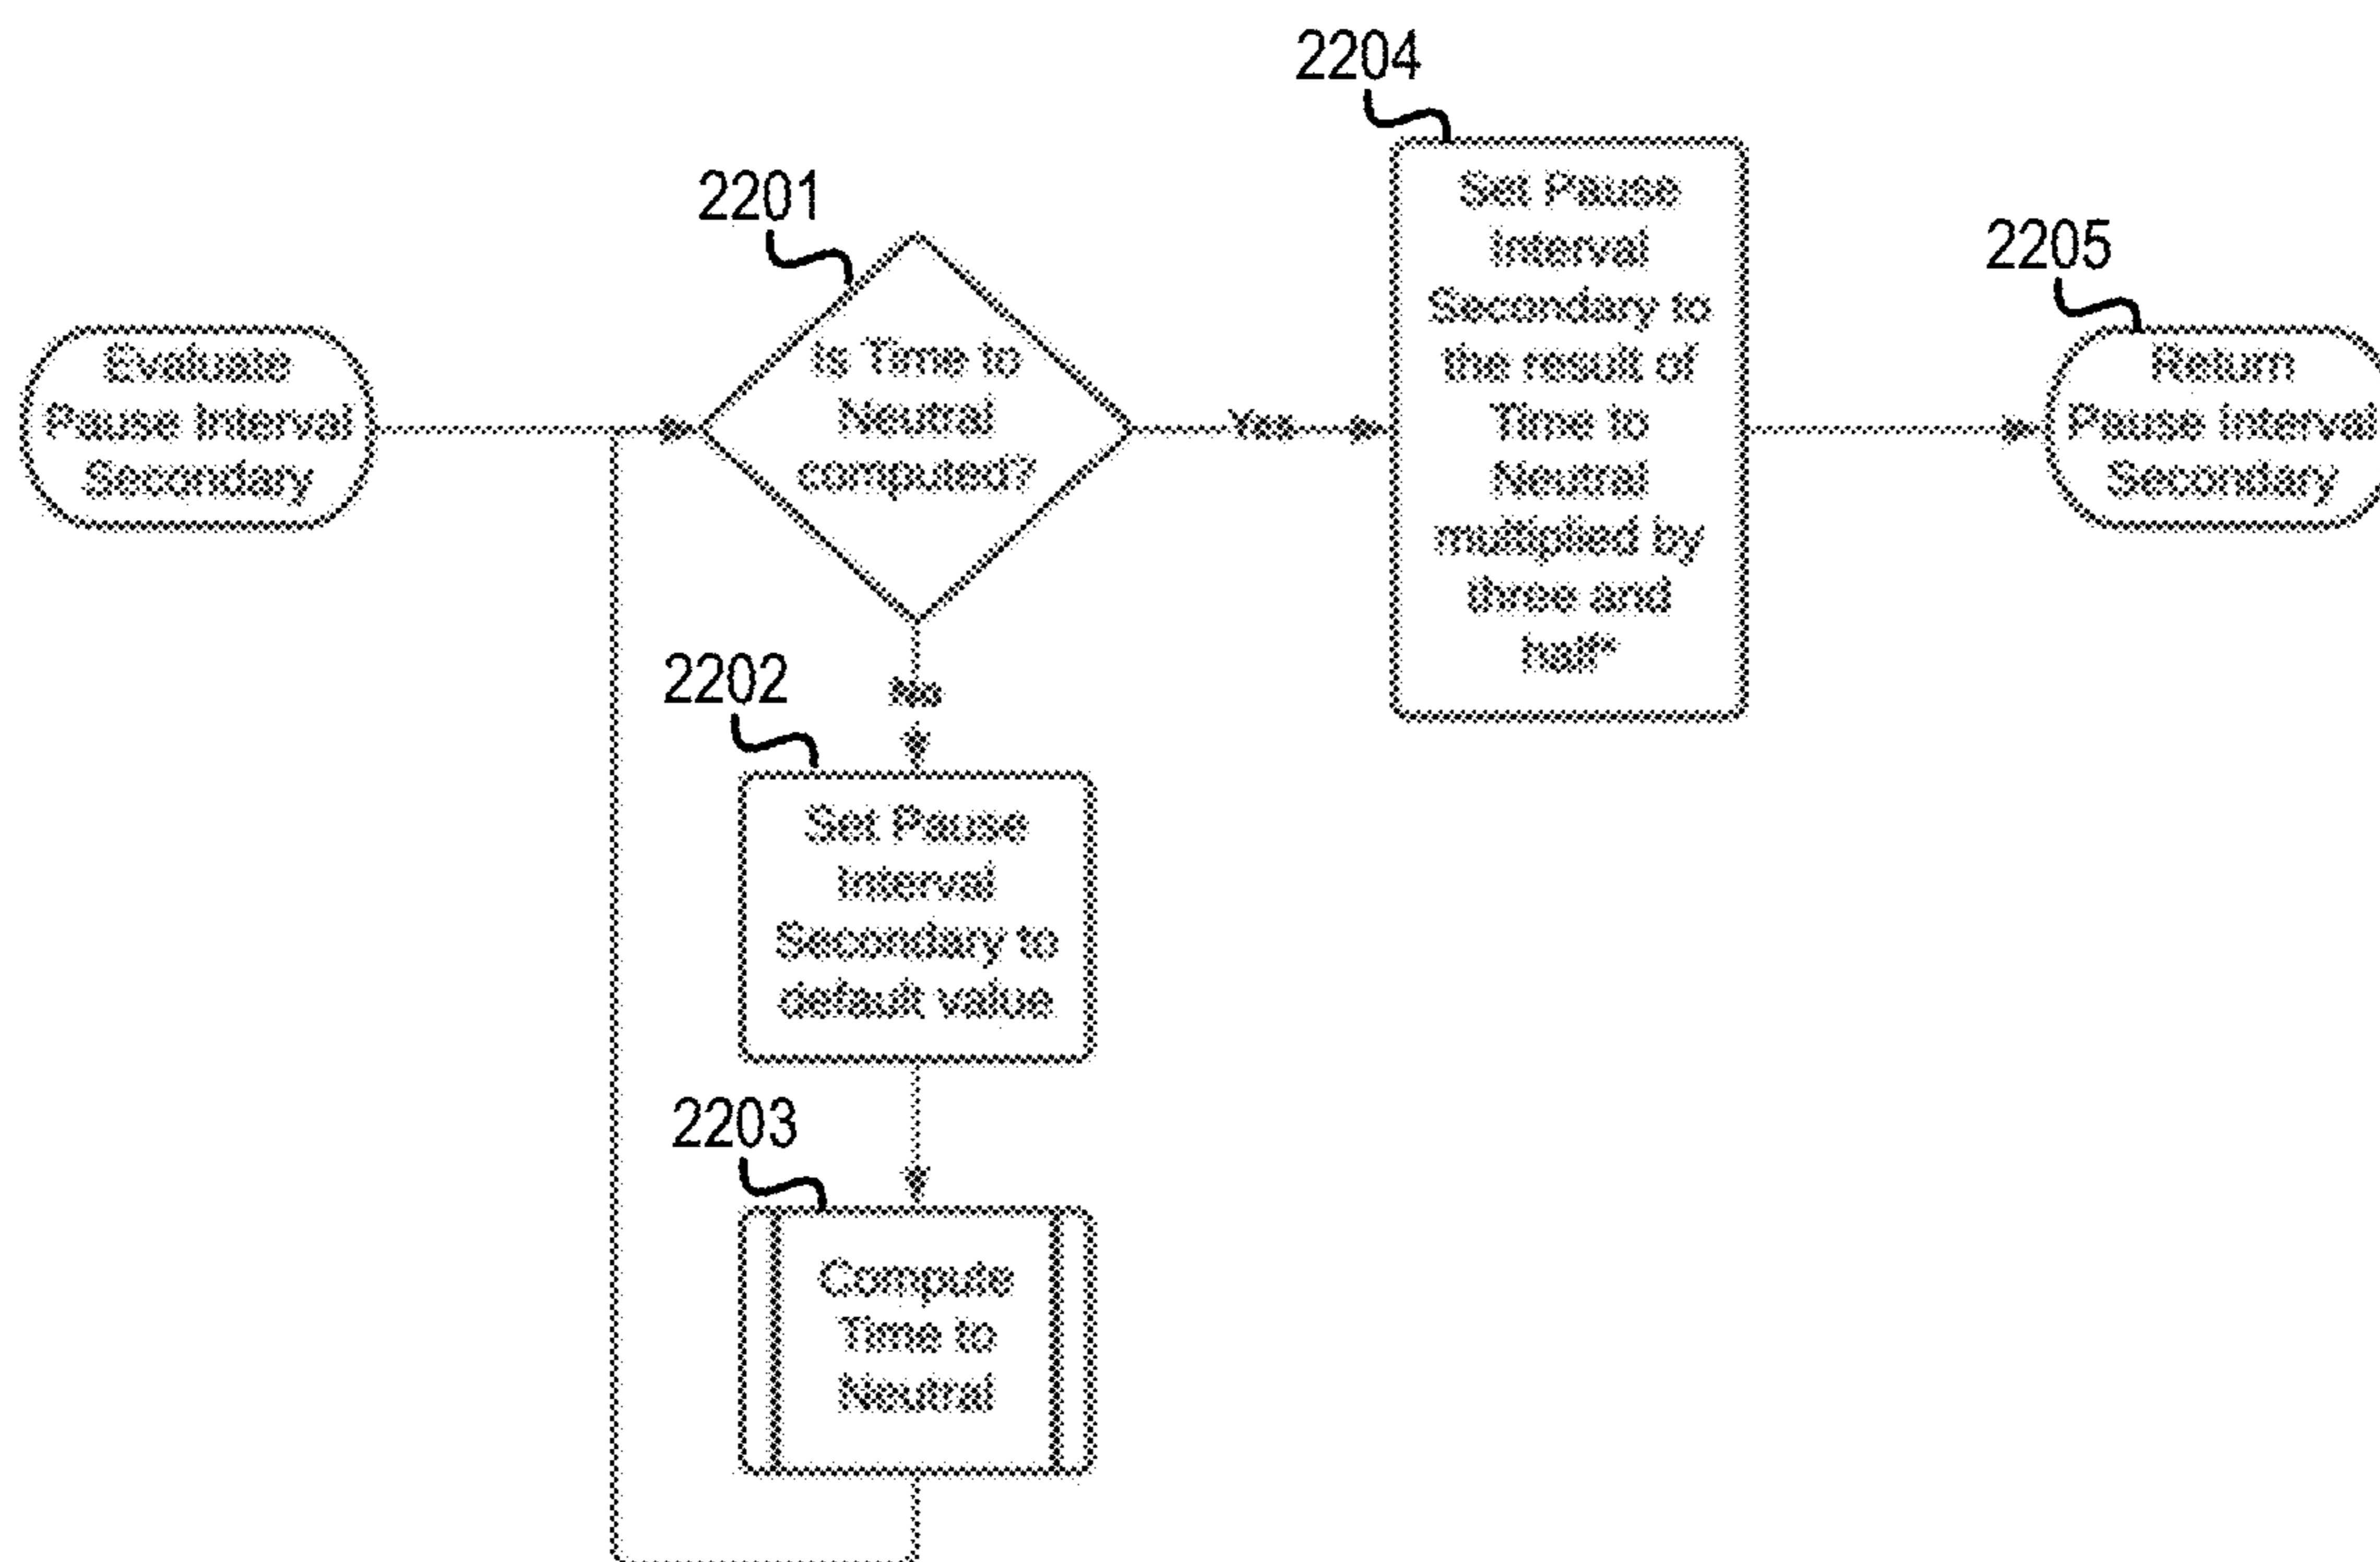 2204
2201
2205
Evaluate
Pause Interval
Secondary
Is Time to
Neutral
computed?
Yes
Set Pause
Interval
Secondary to
the result of
Time to
Neutral
multiplied by
three and
half*
Return
Pause Interval
Secondary
No
2202
Set Pause
Interval
Secondary to
default value
2203
Compute
Time to
Neutral